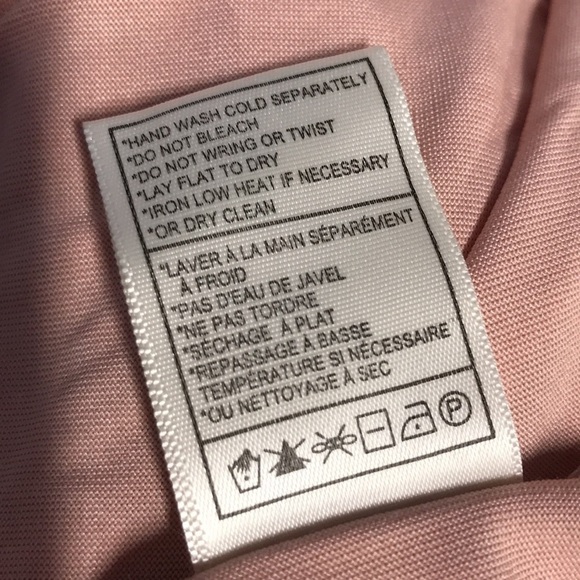 *HAND WASH COLD SEPARATELY
*DO NOT BLEACH
*DO NOT WRING OR TWIST
*LAY FLAT TO DRY
*IRON LOW HEAT IF NECESSARY
*OR DRY CLEAN
*LAVER À LA MAIN SÉPARÉMENT
À FROID
*PAS D'EAU DE JAVEL
*NE PAS TORDRE
*SÉCHAGE À PLAT
*REPASSAGE À BASSE
TEMPÉRATURE SI NÉCESSAIRE
*OU NETTOYAGE À SEC
P